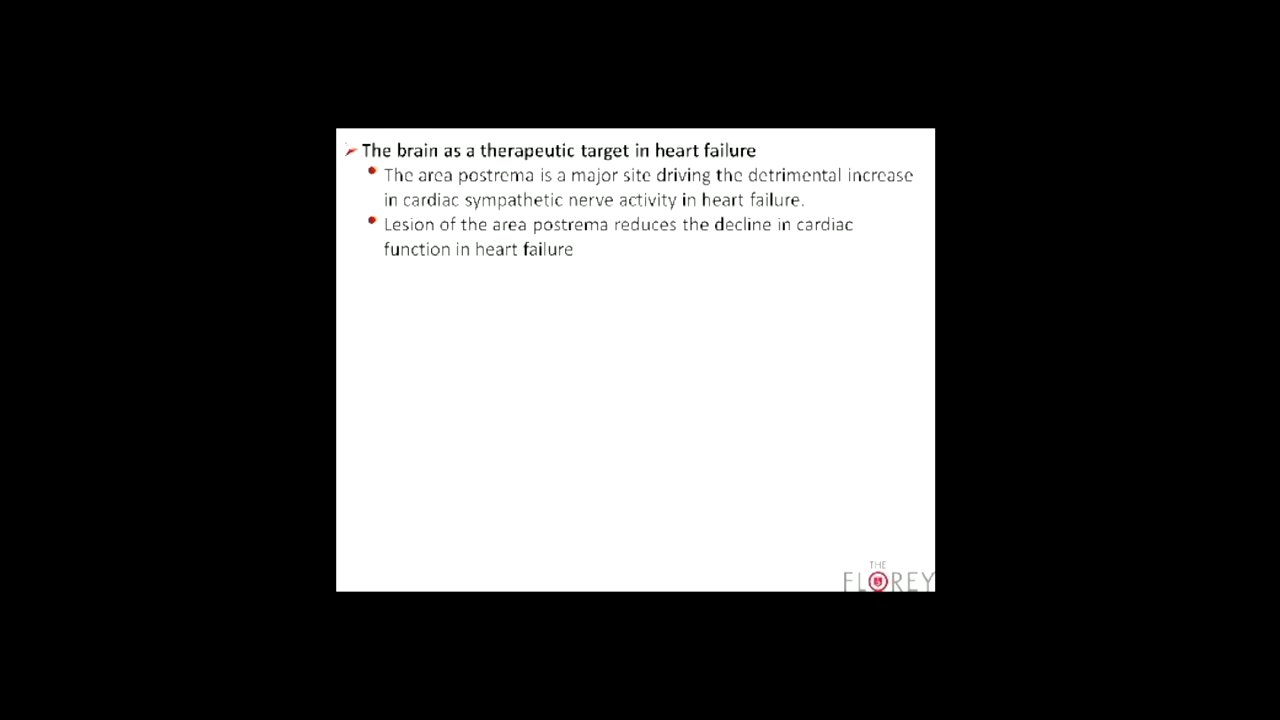 The brain as a therapeutic target in heart failure
The area postrema is a major site driving the detrimental increase
in cardiac sympathetic nerve activity in heart failure.
Lesion of the area postrema reduces the decline in cardiac
function in heart failure
THE
FLOREY